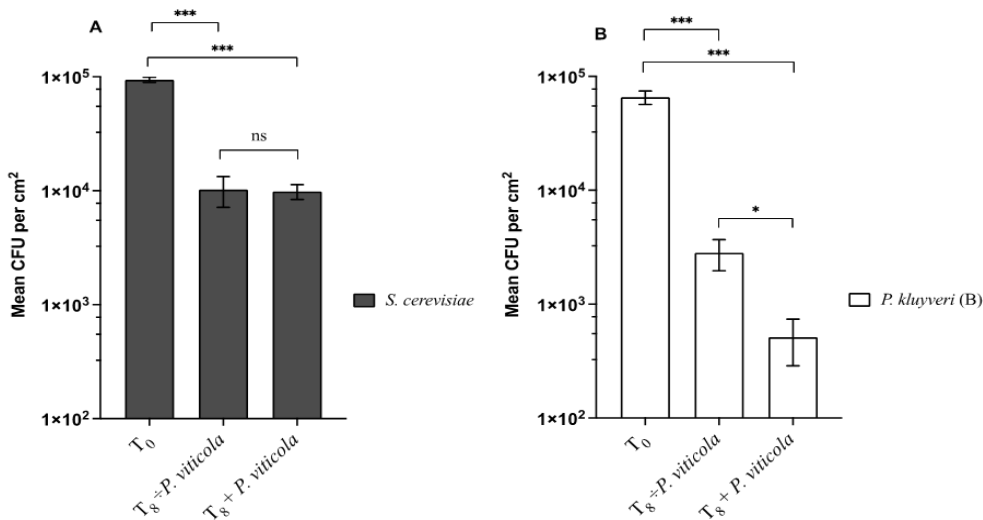 A
***
***
1×10⁵
ns
1×10⁴
1×10³
1×10²
Mean CFU per cm²
S. cerevisiae
T₀
T₈ ÷P. viticola
T₈ + P. viticola
B
***
***
1×10⁵
1×10⁴
*
1×10³
1×10²
Mean CFU per cm²
P. kluyveri (B)
T₀
T₈ ÷P. viticola
T₈ + P. viticola